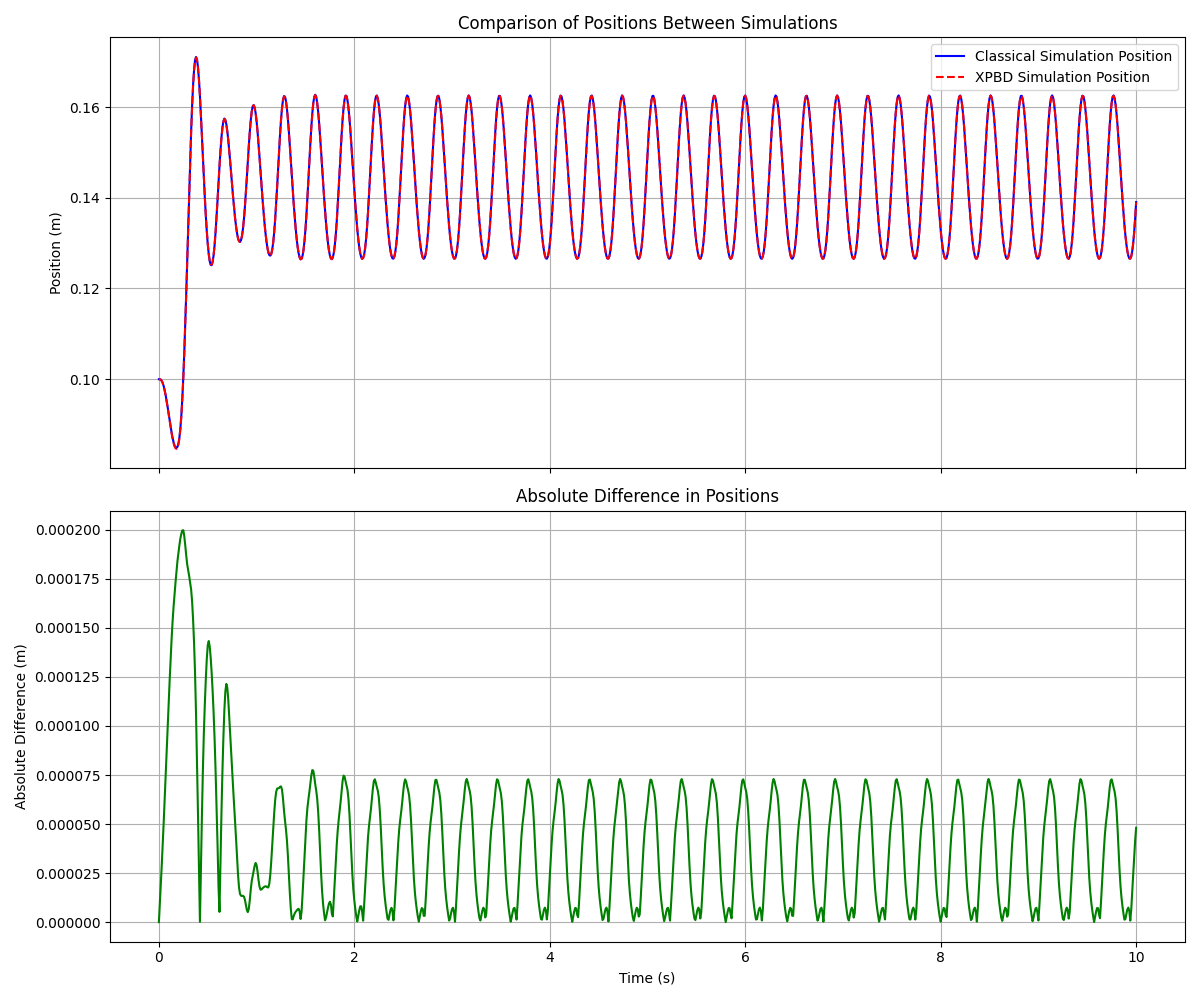 Comparison of Positions Between Simulations
Classical Simulation Position
XPBD Simulation Position
0.16
0.14
0.12
0.10
Position (m)
Absolute Difference in Positions
0.000200
0.000175
0.000150
0.000125
0.000100
0.000075
0.000050
0.000025
0.000000
Absolute Difference (m)
0 2 4 6 8 10
Time (s)